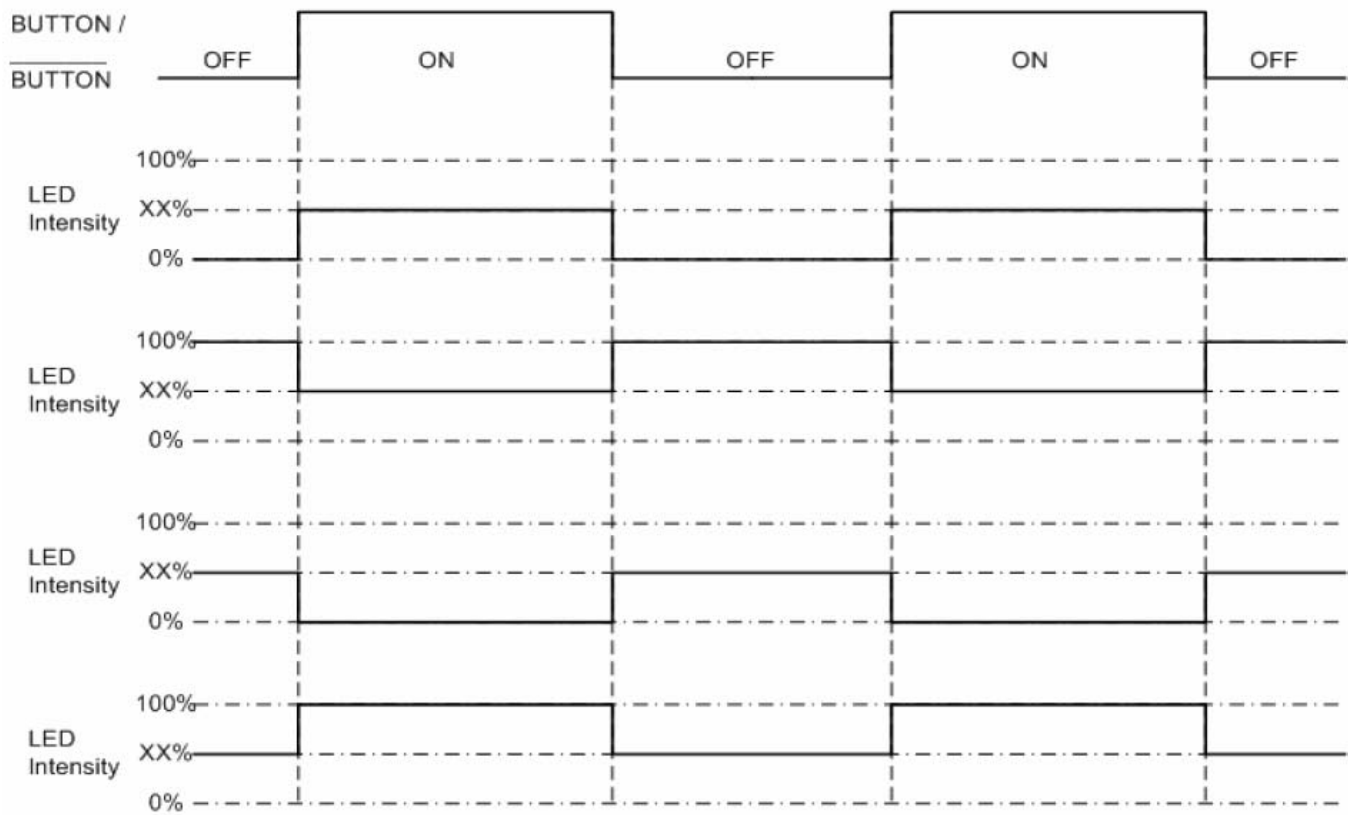 BUTTON /
BUTTON
OFF ON OFF ON OFF
100%
LED
Intensity
XX%
0%
100%
LED
Intensity
XX%
0%
100%
LED
Intensity
XX%
0%
100%
LED
Intensity
XX%
0%